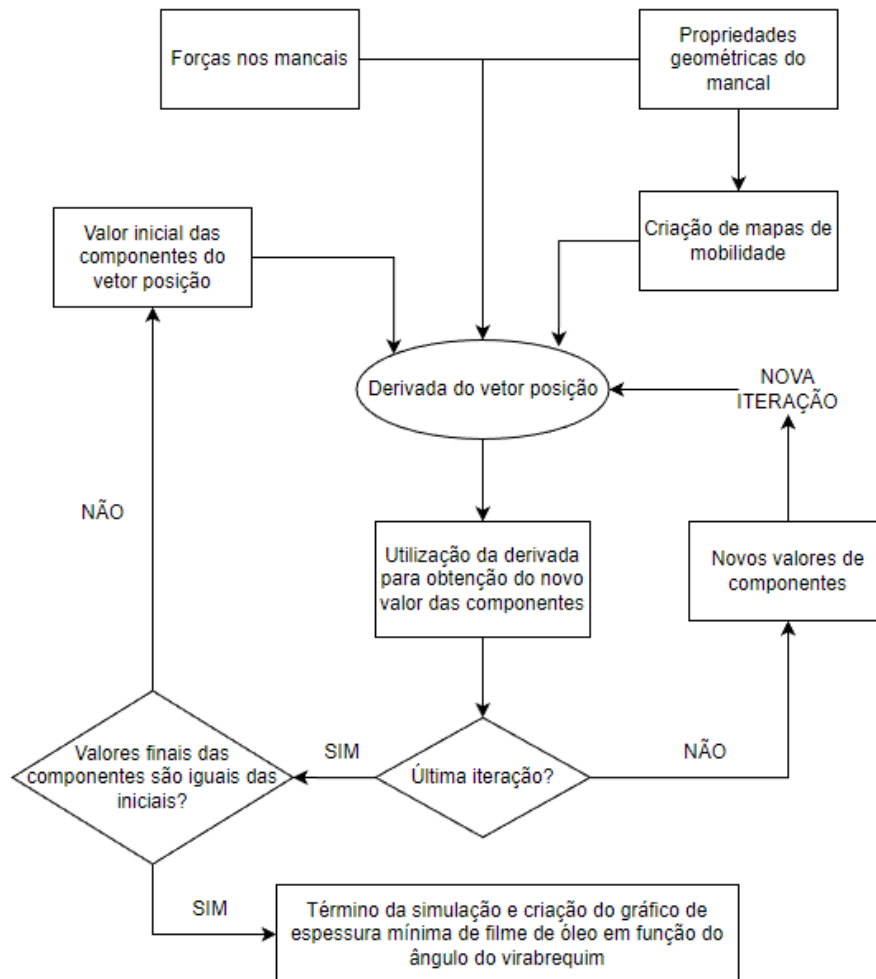 Forças nos mancais
Propriedades
geométricas do
mancal
Valor inicial das
componentes do
vetor posição
Criação de mapas de
mobilidade
Derivada do vetor posição
NOVA
ITERAÇÃO
NÃO
Utilização da derivada
para obtenção do novo
valor das componentes
Novos valores de
componentes
Valores finais das
componentes são iguais das
iniciais?
SIM
Última iteração?
NÃO
SIM
Término da simulação e criação do gráfico de
espessura mínima de filme de óleo em função do
ângulo do virabrequim